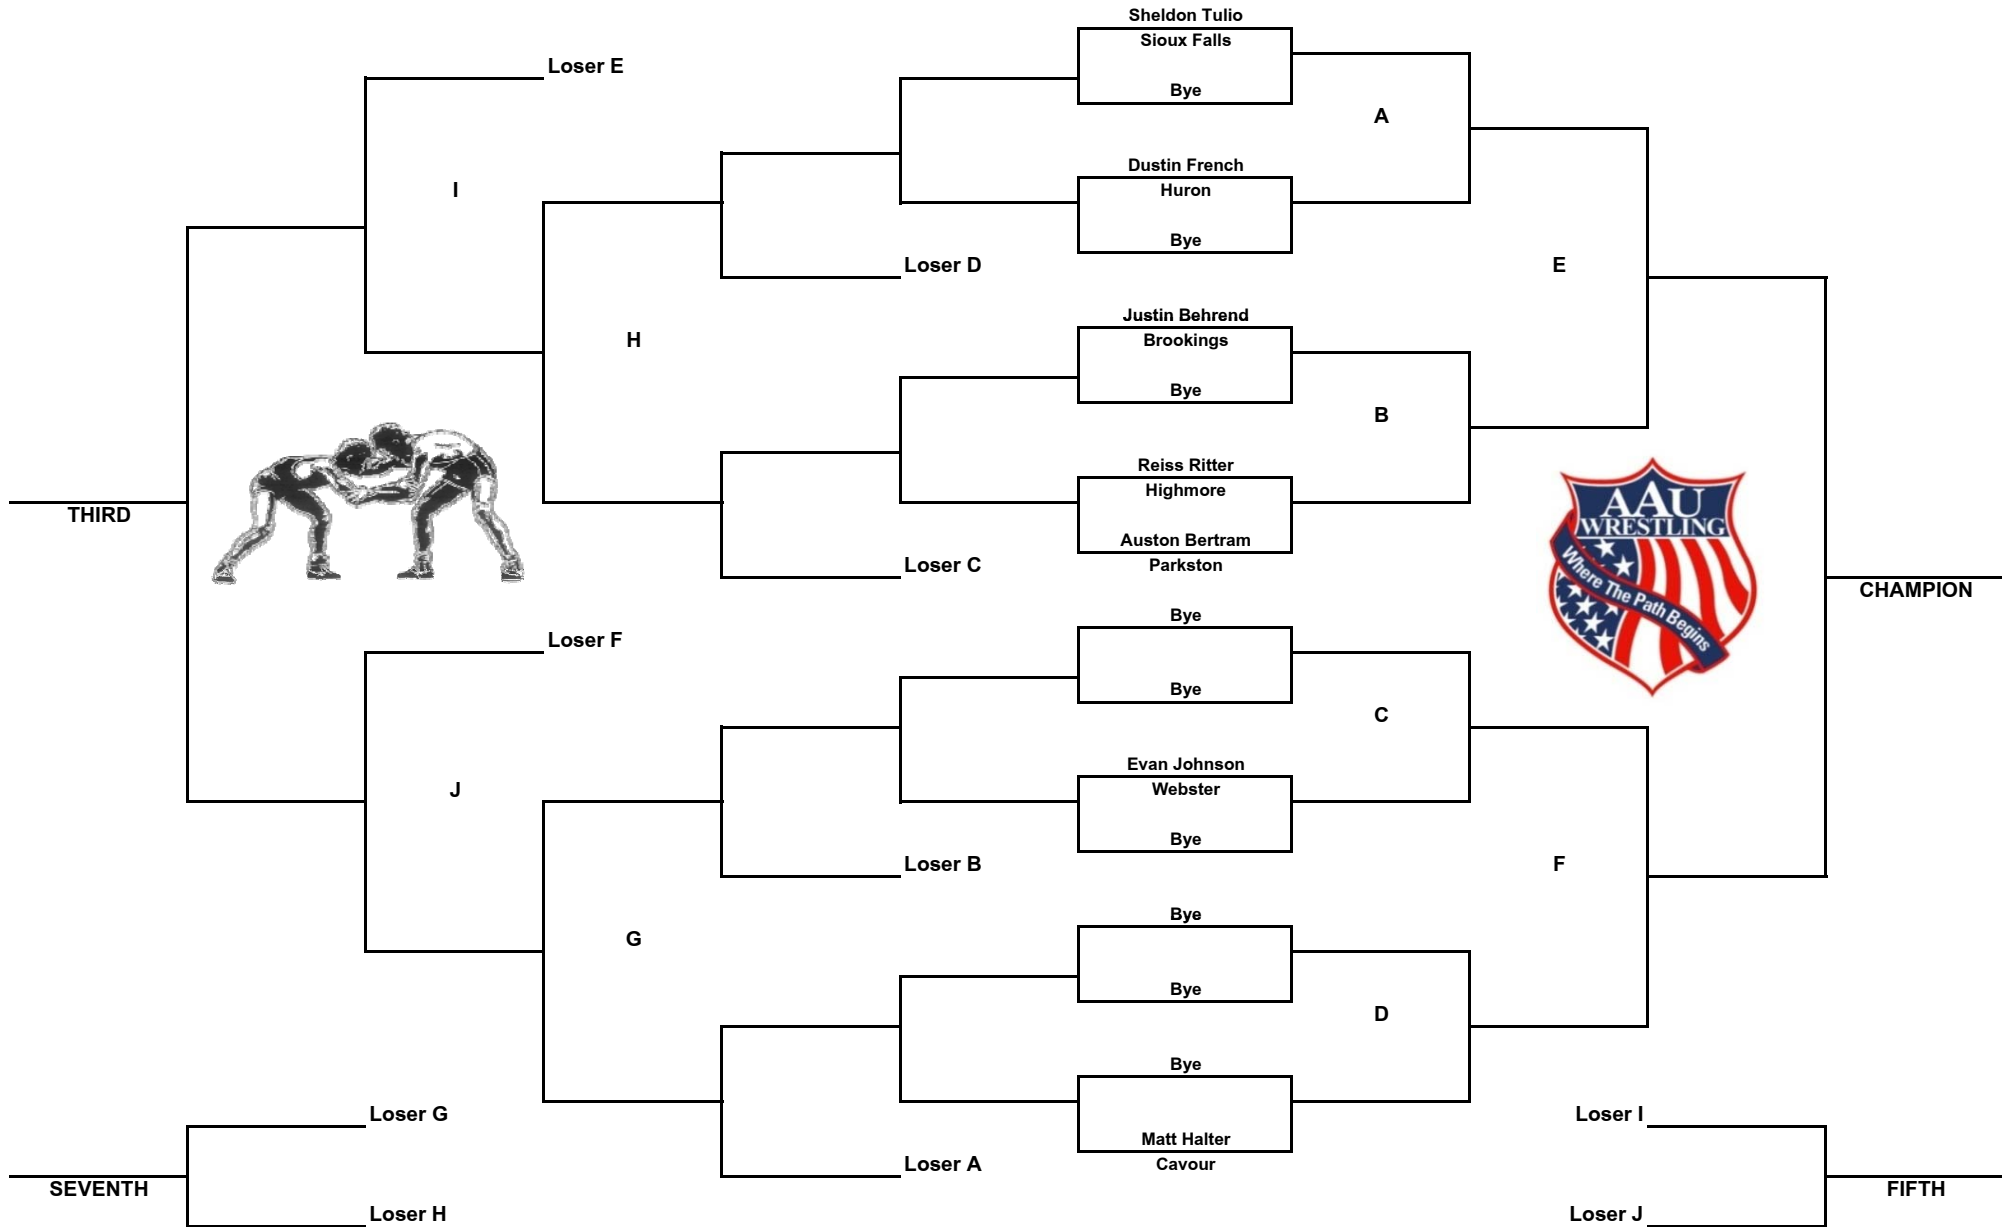 Sheldon Tulio
Sioux Falls
Loser E
Bye
A
Dustin French
I
Huron
Bye
Loser D
E
Justin Behrend
H
Brookings
Bye
B
Reiss Ritter
Highmore
AAU
WRESTLING
THIRD
Auston Bertram
Loser C
Parkston
Where The Path Begins
CHAMPION
Bye
Loser F
Bye
C
Evan Johnson
J
Webster
Bye
Loser B
F
Bye
G
Bye
D
Bye
Loser G
Loser I
Matt Halter
Loser A
Cavour
SEVENTH
FIFTH
Loser H
Loser J